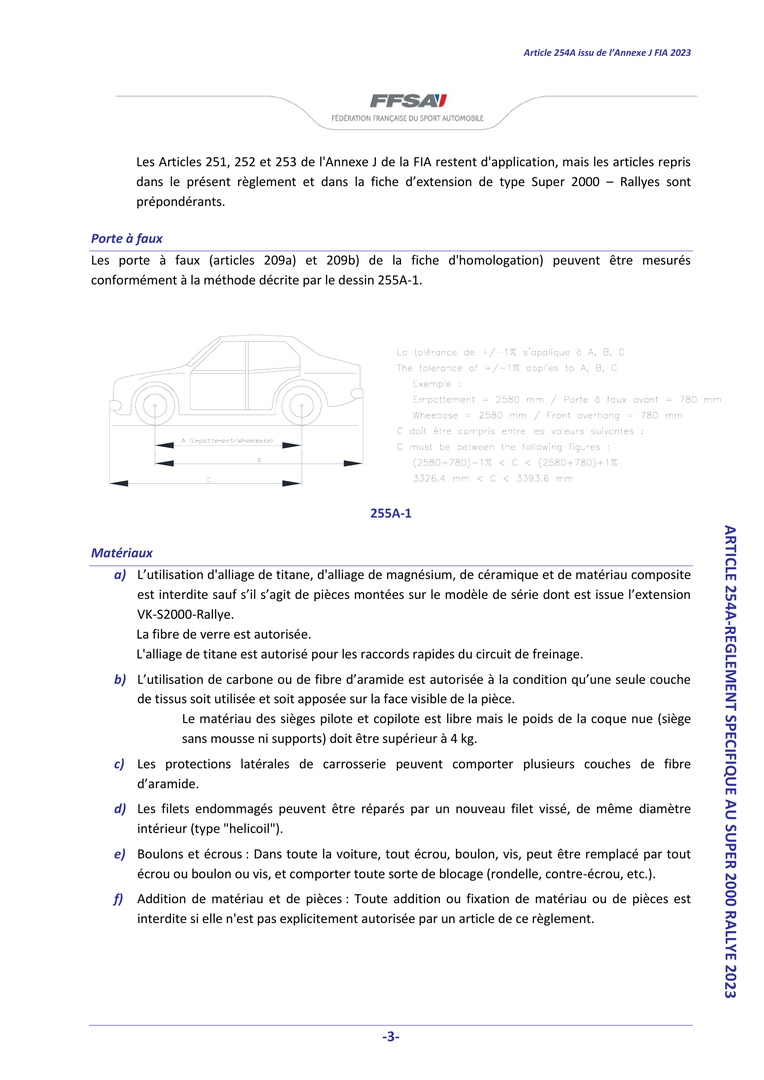 Article 254A issu de l'Annexe J FIA 2023
FFSA
FÉDÉRATION FRANÇAISE DU SPORT AUTOMOBILE
Les Articles 251, 252 et 253 de l'Annexe J de la FIA restent d'application, mais les articles repris
dans le présent règlement et dans la fiche d'extension de type Super 2000 – Rallyes sont
prépondérants.
Porte à faux
Les porte à faux (articles 209a) et 209b) de la fiche d'homologation) peuvent être mesurés
conformément à la méthode décrite par le dessin 255A-1.
La tolérance de +/-1% s'applique à A, B, C
The tolerance of +/-1% applies to A, B, C
Exemple :
Empattement = 2580 mm / Porte à faux avant = 780 mm
Wheebase = 2580 mm / Front overhang = 780 mm
C doit être compris entre les valeurs suivantes :
C must be between the following figures :
(2580+780)-1% < C < (2580+780)+1%
3326.4 mm < C < 3393.6 mm
A (Empattement/Wheelbase)
B
C
255A-1
Matériaux
a) L'utilisation d'alliage de titane, d'alliage de magnésium, de céramique et de matériau composite
est interdite sauf s'il s'agit de pièces montées sur le modèle de série dont est issue l'extension
VK-S2000-Rallye.
La fibre de verre est autorisée.
L'alliage de titane est autorisé pour les raccords rapides du circuit de freinage.
b) L'utilisation de carbone ou de fibre d'aramide est autorisée à la condition qu'une seule couche
de tissus soit utilisée et soit apposée sur la face visible de la pièce.
Le matériau des sièges pilote et copilote est libre mais le poids de la coque nue (siège
sans mousse ni supports) doit être supérieur à 4 kg.
c) Les protections latérales de carrosserie peuvent comporter plusieurs couches de fibre
d'aramide.
d) Les filets endommagés peuvent être réparés par un nouveau filet vissé, de même diamètre
intérieur (type "helicoil").
e) Boulons et écrous : Dans toute la voiture, tout écrou, boulon, vis, peut être remplacé par tout
écrou ou boulon ou vis, et comporter toute sorte de blocage (rondelle, contre-écrou, etc.).
f) Addition de matériau et de pièces : Toute addition ou fixation de matériau ou de pièces est
interdite si elle n'est pas explicitement autorisée par un article de ce règlement.
ARTICLE 254A-REGLEMENT SPECIFIQUE AU SUPER 2000 RALLYE 2023
-3-